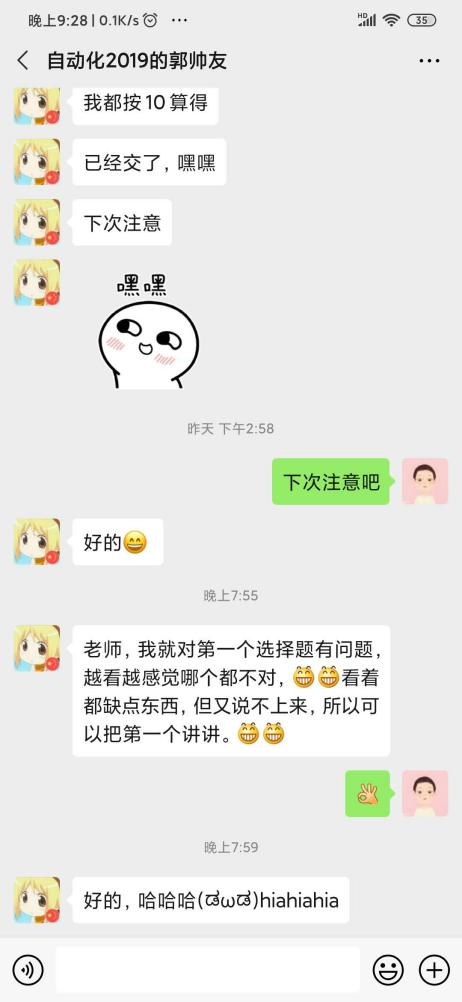 晚上9:28 | 0.1K/s
HD
35
自动化2019的郭帅友
我都按10算得
已经交了，嘿嘿
下次注意
嘿嘿
昨天 下午2:58
下次注意吧
好的😄
晚上7:55
老师，我就对第一个选择题有问题，
越看越感觉哪个都不对，😁😁看着
都缺点东西，但又说不上来，所以可
以把第一个讲讲。😁😁
👌
晚上7:59
好的，哈哈哈(ಡωಡ)hiahiahia